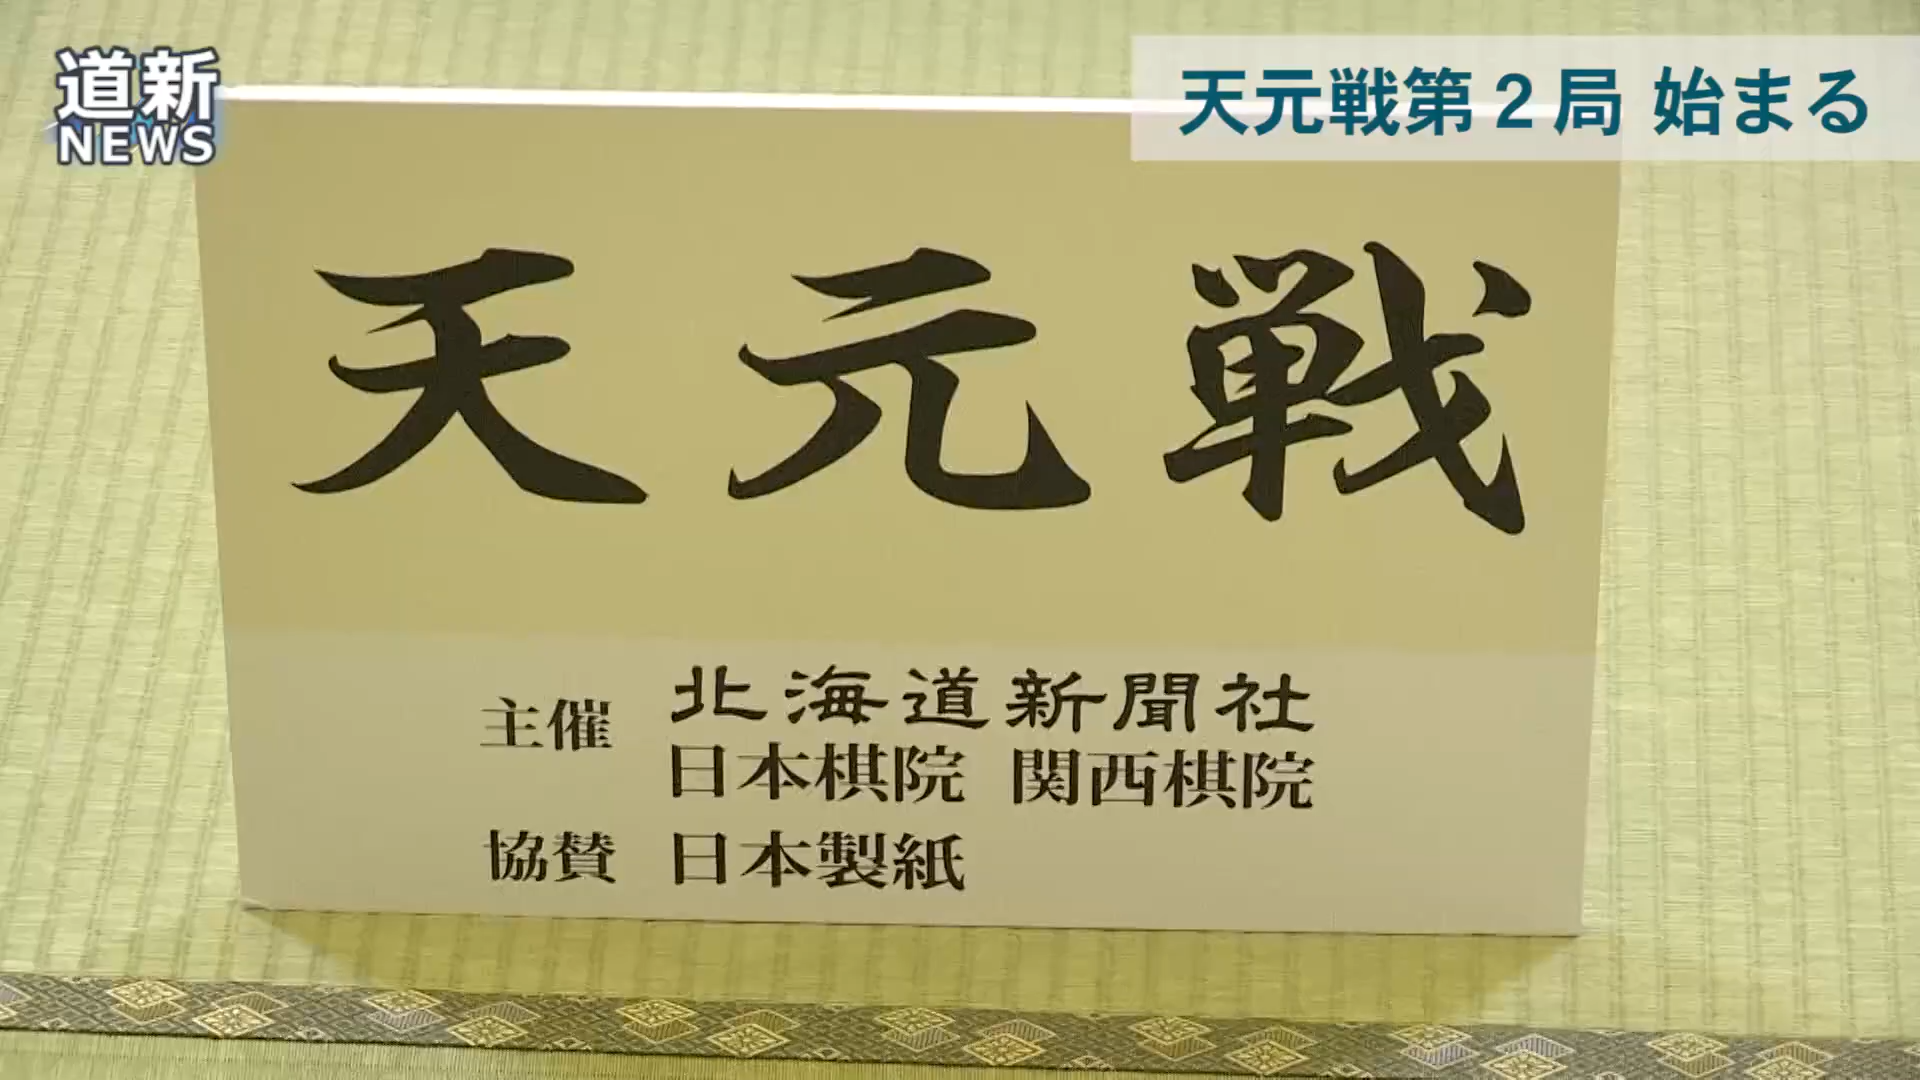 道新
NEWS
天元戦第2局 始まる
天元戦
主催 北海道新聞社
日本棋院 関西棋院
協賛 日本製紙